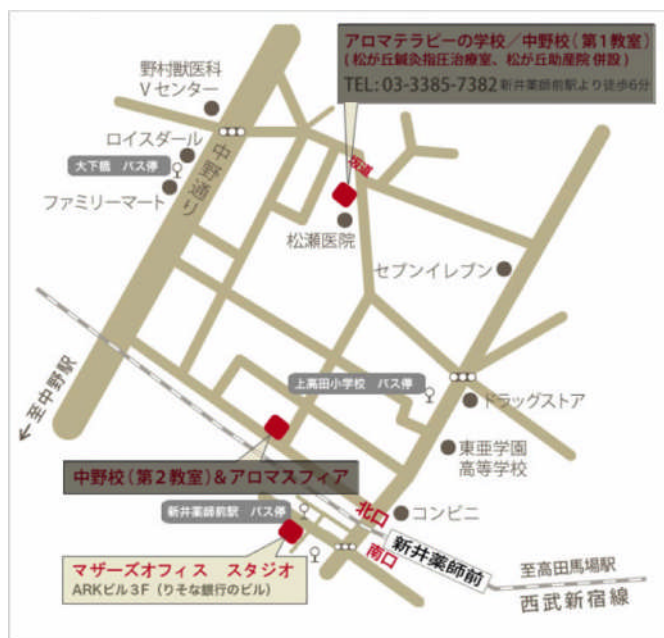 アロマテラピーの学校／中野校（第１教室）
（松が丘鍼灸指圧治療室、松が丘助産院 併設）
TEL：03-3385-7382 新井薬師前駅より徒歩6分
野村獣医科
Vセンター
ロイスダール
大下橋 バス停
ファミリーマート
中野通り
坂道
松瀬医院
セブンイレブン
上高田小学校 バス停
ドラッグストア
至中野駅
東亜学園
高等学校
中野校（第２教室）＆アロマスフィア
新井薬師前駅 バス停
北口
コンビニ
南口
新井薬師前
マザーズオフィス スタジオ
ARKビル３F（りそな銀行のビル）
至高田馬場駅
西武新宿線